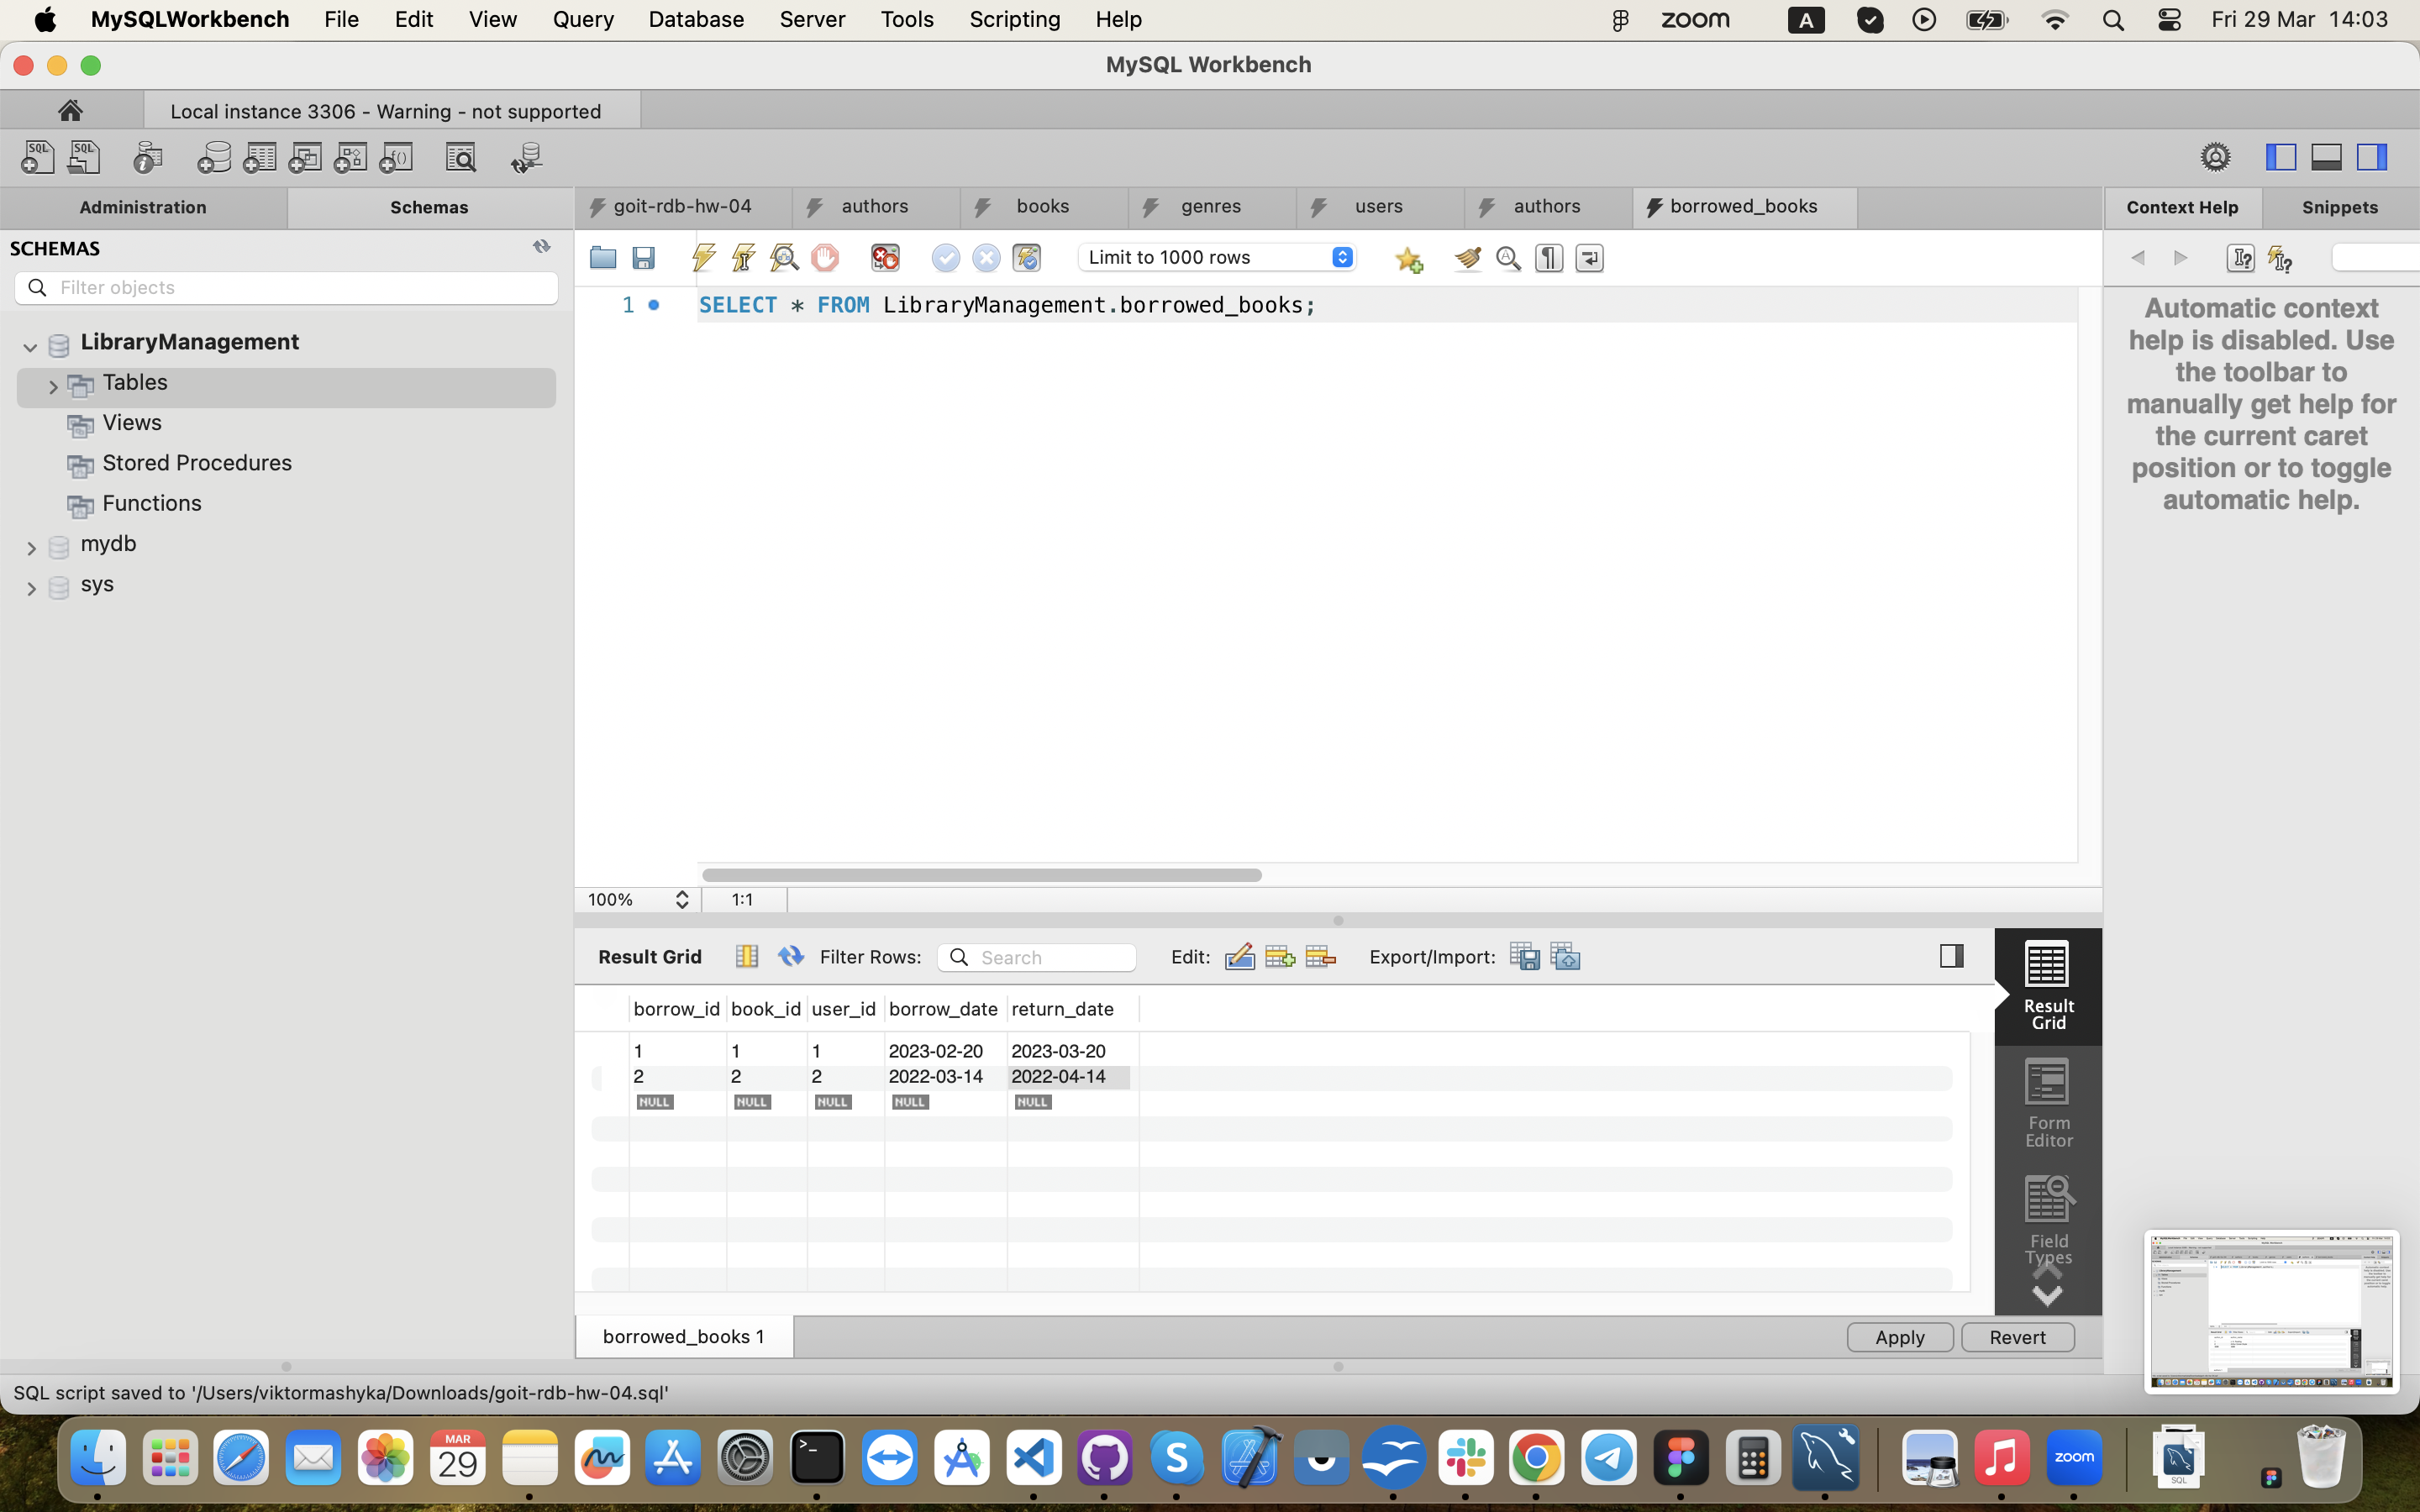 MySQLWorkbench File Edit View Query Database Server Tools Scripting Help zoom A Fri 29 Mar 14:03
MySQL Workbench
Local instance 3306 - Warning - not supported
SQL SQL
Administration Schemas goit-rdb-hw-04 authors books genres users authors borrowed_books Context Help Snippets
SCHEMAS
Limit to 1000 rows
Filter objects
1 SELECT * FROM LibraryManagement.borrowed_books;
LibraryManagement
Tables
Views
Stored Procedures
Functions
mydb
sys
Automatic context
help is disabled. Use
the toolbar to
manually get help for
the current caret
position or to toggle
automatic help.
100% 1:1
Result Grid Filter Rows: Search Edit: Export/Import:
Result
Grid
Form
Editor
Field
Types
borrow_id book_id user_id borrow_date return_date
1 1 1 2023-02-20 2023-03-20
2 2 2 2022-03-14 2022-04-14
NULL NULL NULL NULL NULL
borrowed_books 1 Apply Revert
SQL script saved to '/Users/viktormashyka/Downloads/goit-rdb-hw-04.sql'
MAR
29
zoom
SQL